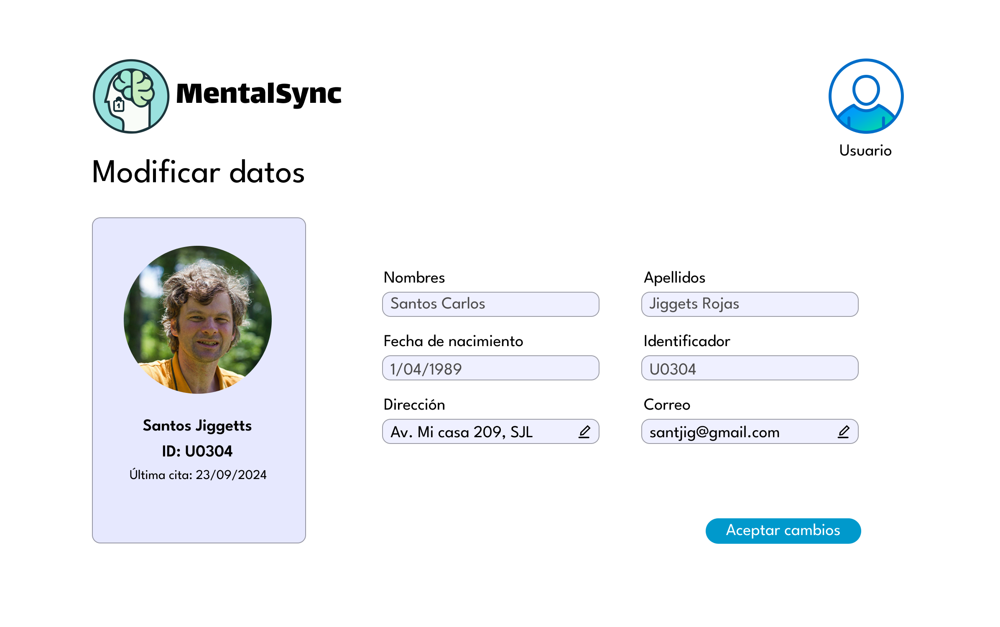 MentalSync
Usuario
Modificar datos
1
Santos Jiggetts
ID: U0304
Última cita: 23/09/2024
Nombres
Santos Carlos
Apellidos
Jiggets Rojas
Fecha de nacimiento
1/04/1989
Identificador
U0304
Dirección
Av. Mi casa 209, SJL
Correo
santjig@gmail.com
Aceptar cambios